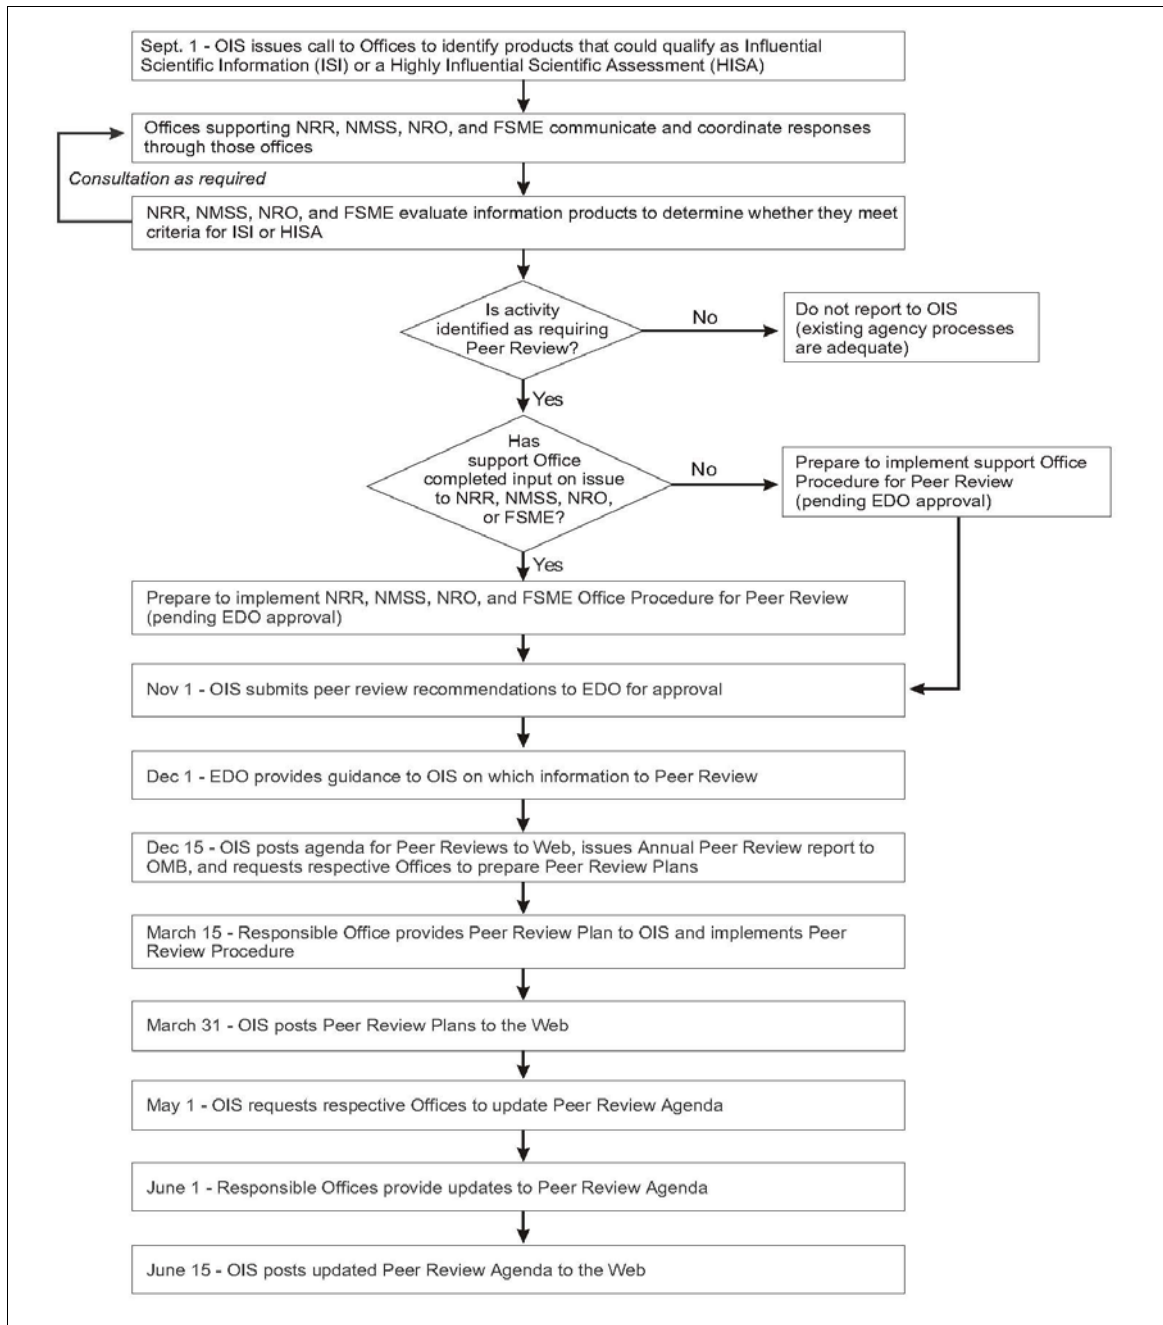 Sept. 1 - OIS issues call to Offices to identify products that could qualify as Influential
Scientific Information (ISI) or a Highly Influential Scientific Assessment (HISA)
Offices supporting NRR, NMSS, NRO, and FSME communicate and coordinate responses
through those offices
Consultation as required
NRR, NMSS, NRO, and FSME evaluate information products to determine whether they meet
criteria for ISI or HISA
Is activity
identified as requiring
Peer Review?
No
Do not report to OIS
(existing agency processes
are adequate)
Yes
Has
support Office
completed input on issue
to NRR, NMSS, NRO,
or FSME?
No
Prepare to implement support Office
Procedure for Peer Review
(pending EDO approval)
Yes
Prepare to implement NRR, NMSS, NRO, and FSME Office Procedure for Peer Review
(pending EDO approval)
Nov 1 - OIS submits peer review recommendations to EDO for approval
Dec 1 - EDO provides guidance to OIS on which information to Peer Review
Dec 15 - OIS posts agenda for Peer Reviews to Web, issues Annual Peer Review report to
OMB, and requests respective Offices to prepare Peer Review Plans
March 15 - Responsible Office provides Peer Review Plan to OIS and implements Peer
Review Procedure
March 31 - OIS posts Peer Review Plans to the Web
May 1 - OIS requests respective Offices to update Peer Review Agenda
June 1 - Responsible Offices provide updates to Peer Review Agenda
June 15 - OIS posts updated Peer Review Agenda to the Web